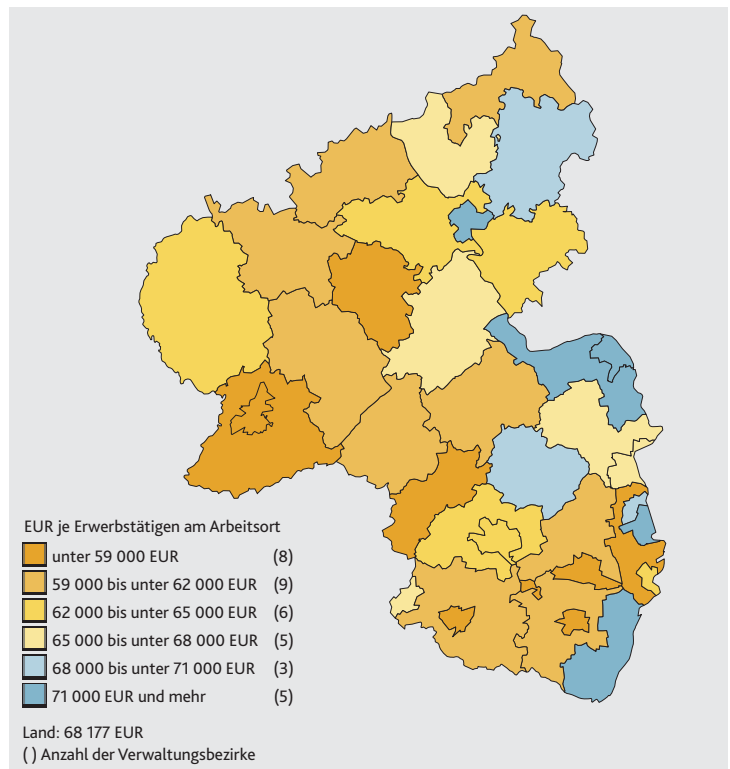 EUR je Erwerbstätigen am Arbeitsort
unter 59 000 EUR (8)
59 000 bis unter 62 000 EUR (9)
62 000 bis unter 65 000 EUR (6)
65 000 bis unter 68 000 EUR (5)
68 000 bis unter 71 000 EUR (3)
71 000 EUR und mehr (5)
Land: 68 177 EUR
( ) Anzahl der Verwaltungsbezirke